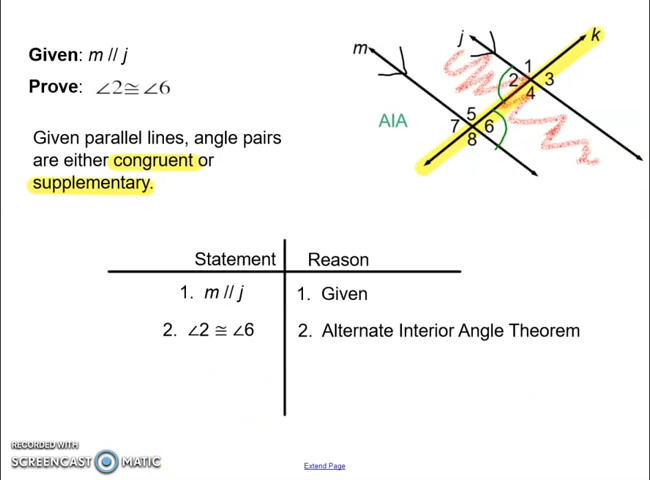 Given: m // j
Prove: ∠2 ≅ ∠6
Given parallel lines, angle pairs
are either congruent or
supplementary.
m
j
k
1
2
3
4
5
6
7
8
AIA
Statement Reason
1. m // j 1. Given
2. ∠2 ≅ ∠6 2. Alternate Interior Angle Theorem
RECORDED WITH
SCREENCAST MATIC
Extend Page